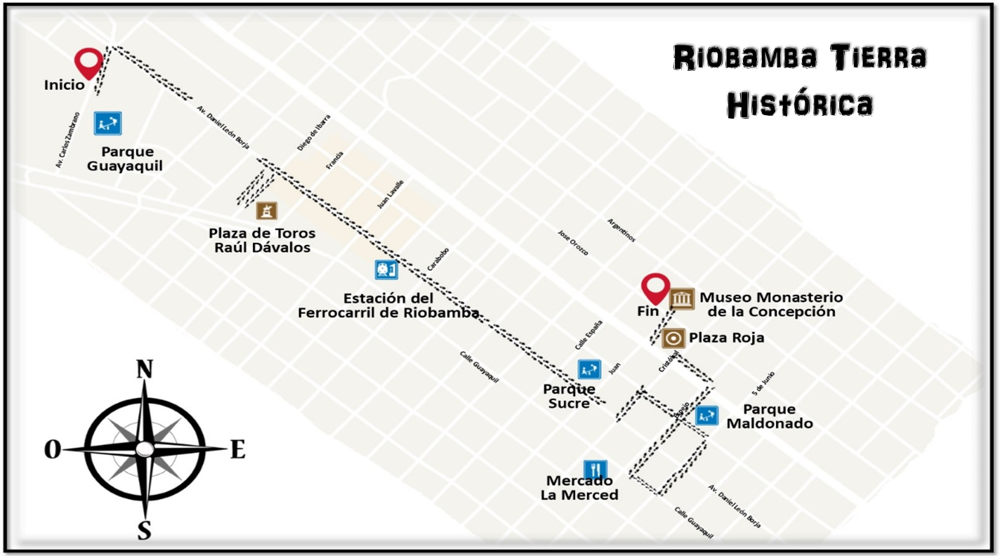 Riobamba Tierra
Histórica
Inicio
Av. Carlos Zambrano
Parque
Guayaquil
Av. Daniel León Borja
Diego de Ibarra
Francia
Juan Lavalle
Plaza de Toros
Raúl Dávalos
Carabobo
Jose Orozco
Argentinos
Estación del
Ferrocarril de Riobamba
Fin
Museo Monasterio
de la Concepción
Plaza Roja
Calle España
Juan
Cristóbal
Calle Guayaquil
5 de Junio
Parque
Sucre
Espejo
Parque
Maldonado
Mercado
La Merced
Av. Daniel León Borja
Calle Guayaquil
N
O
E
S